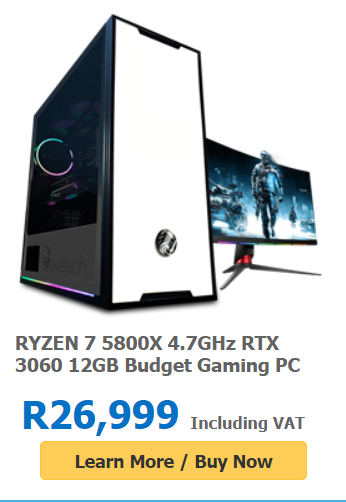 evetech
RYZEN 7 5800X 4.7GHz RTX
3060 12GB Budget Gaming PC
R26,999 Including VAT
Learn More / Buy Now